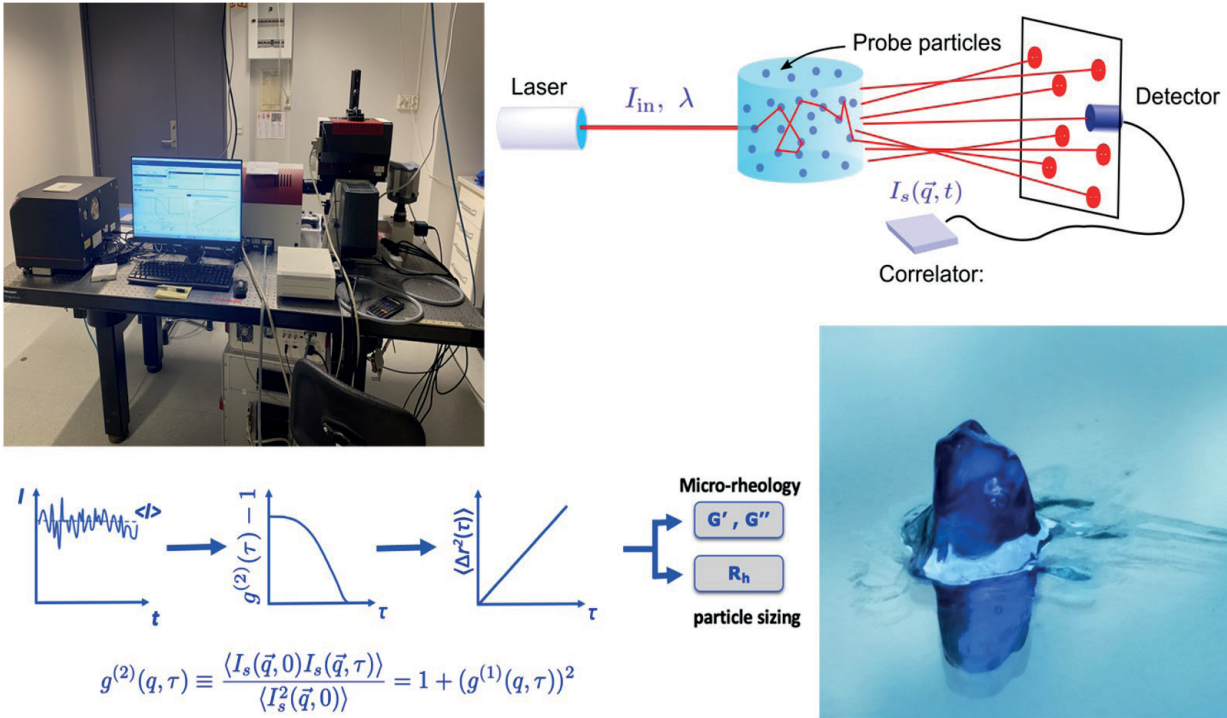 Probe particles
Laser
I_in, λ
Detector
I_s(q⃗, t)
Correlator:
I
<I>
t
g^(2)(τ) − 1
τ
⟨Δr²(τ)⟩
τ
Micro-rheology
G′ , G″
R_h
particle sizing
g^(2)(q, τ) ≡ ⟨I_s(q⃗, 0)I_s(q⃗, τ)⟩ / ⟨I_s²(q⃗, 0)⟩ = 1 + (g^(1)(q, τ))²